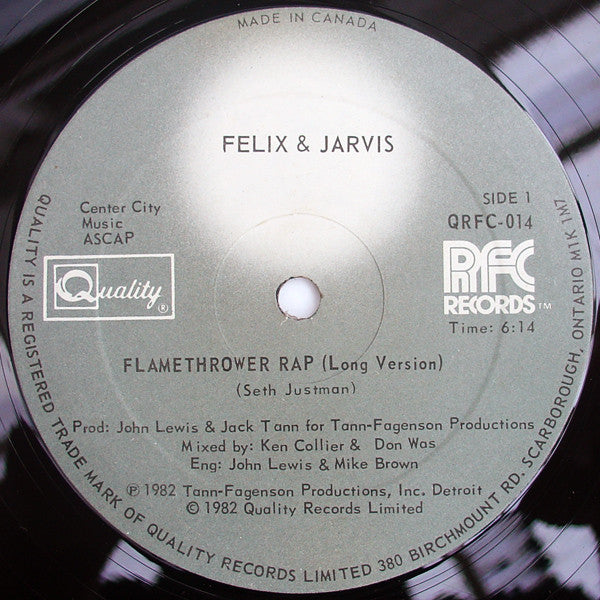 MADE IN CANADA
FELIX & JARVIS
Center City
Music
ASCAP
SIDE 1
QRFC-014
Quality ®
RFC
RECORDS™
Time: 6:14
FLAMETHROWER RAP (Long Version)
(Seth Justman)
Prod: John Lewis & Jack Tann for Tann-Fagenson Productions
Mixed by: Ken Collier & Don Was
Eng: John Lewis & Mike Brown
℗ 1982 Tann-Fagenson Productions, Inc. Detroit
© 1982 Quality Records Limited
QUALITY IS A REGISTERED TRADE MARK OF QUALITY RECORDS LIMITED 380 BIRCHMOUNT RD. SCARBOROUGH, ONTARIO M1K 1M7